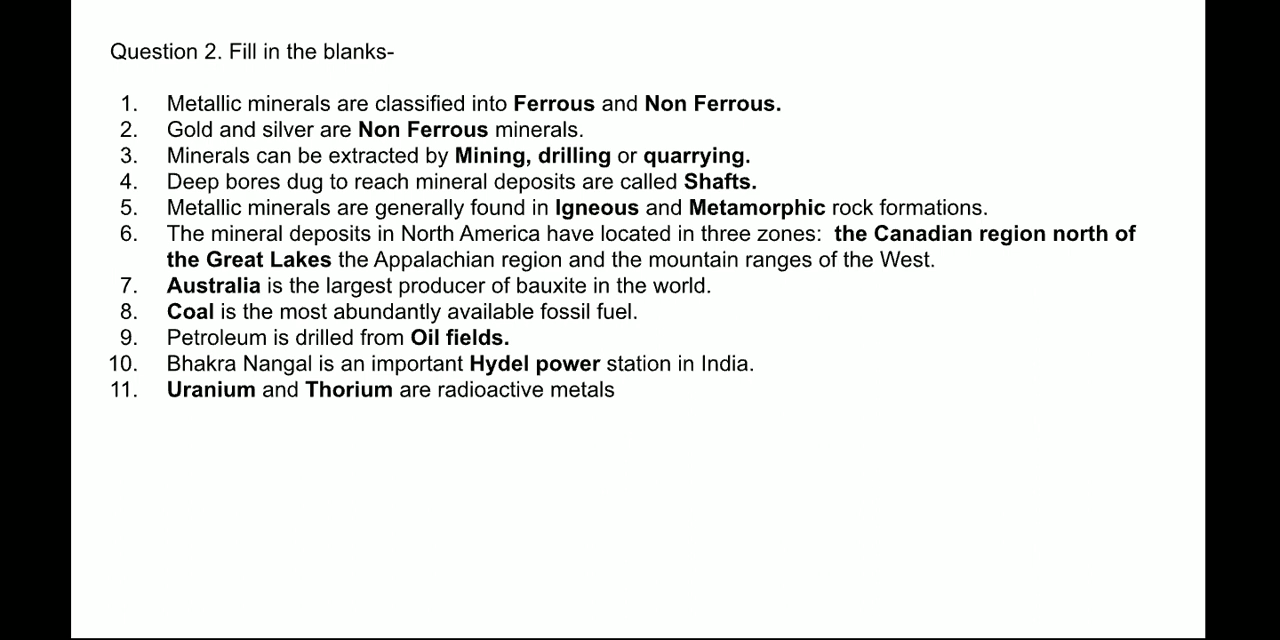 Question 2. Fill in the blanks-
1. Metallic minerals are classified into Ferrous and Non Ferrous.
2. Gold and silver are Non Ferrous minerals.
3. Minerals can be extracted by Mining, drilling or quarrying.
4. Deep bores dug to reach mineral deposits are called Shafts.
5. Metallic minerals are generally found in Igneous and Metamorphic rock formations.
6. The mineral deposits in North America have located in three zones: the Canadian region north of
the Great Lakes the Appalachian region and the mountain ranges of the West.
7. Australia is the largest producer of bauxite in the world.
8. Coal is the most abundantly available fossil fuel.
9. Petroleum is drilled from Oil fields.
10. Bhakra Nangal is an important Hydel power station in India.
11. Uranium and Thorium are radioactive metals